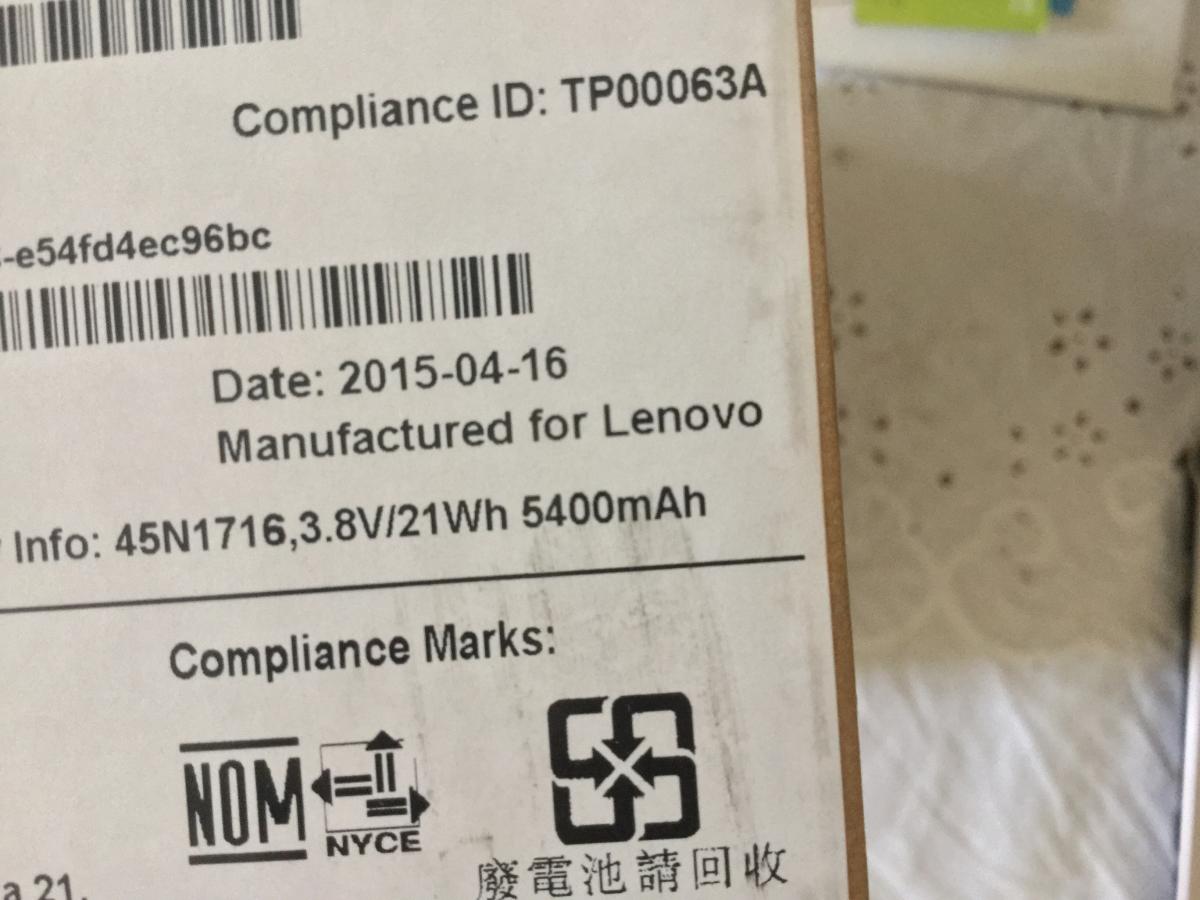 Compliance ID: TP00063A
-e54fd4ec96bc
Date: 2015-04-16
Manufactured for Lenovo
Info: 45N1716,3.8V/21Wh 5400mAh
Compliance Marks:
NOM
NYCE
廢電池請回收
a 21.